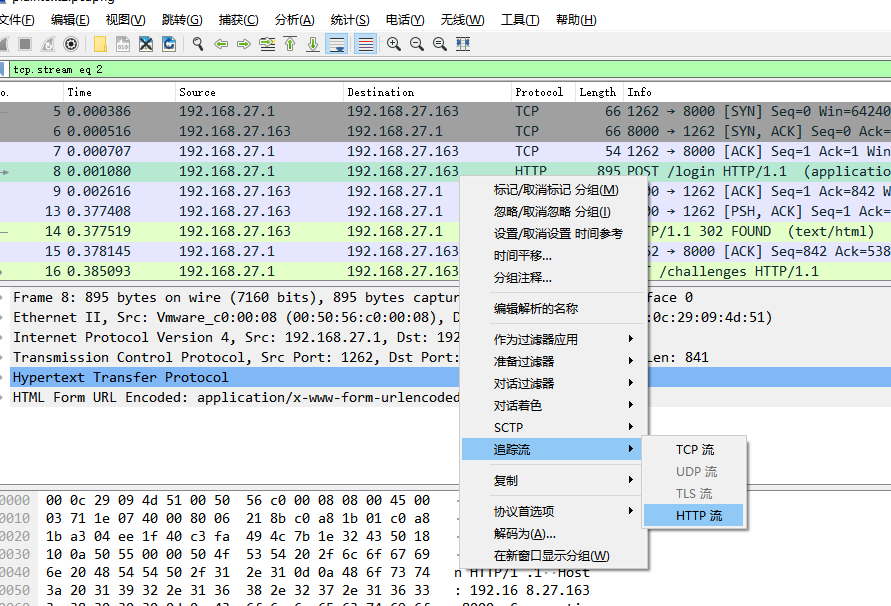 文件(F) 编辑(E) 视图(V) 跳转(G) 捕获(C) 分析(A) 统计(S) 电话(Y) 无线(W) 工具(T) 帮助(H)
tcp.stream eq 2
o. Time Source Destination Protocol Length Info
5 0.000386 192.168.27.1 192.168.27.163 TCP 66 1262 → 8000 [SYN] Seq=0 Win=64240
6 0.000516 192.168.27.163 192.168.27.1 TCP 66 8000 → 1262 [SYN, ACK] Seq=0 Ack=
7 0.000707 192.168.27.1 192.168.27.163 TCP 54 1262 → 8000 [ACK] Seq=1 Ack=1 Win
8 0.001080 192.168.27.1 192.168.27.163 HTTP 895 POST /login HTTP/1.1 (applicatio
9 0.002616 192.168.27.163 192.168.27.1 → 1262 [ACK] Seq=1 Ack=842 W
13 0.377408 192.168.27.163 192.168.27.1 → 1262 [PSH, ACK] Seq=1 Ack=
14 0.377519 192.168.27.163 192.168.27.1 P/1.1 302 FOUND (text/html)
15 0.378145 192.168.27.1 192.168.27.163 → 8000 [ACK] Seq=842 Ack=538
16 0.385093 192.168.27.1 192.168.27.163 /challenges HTTP/1.1
标记/取消标记 分组(M)
忽略/取消忽略 分组(I)
设置/取消设置 时间参考
时间平移...
分组注释...
编辑解析的名称
作为过滤器应用
准备过滤器
对话过滤器
对话着色
SCTP
追踪流
复制
协议首选项
解码为(A)...
在新窗口显示分组(W)
TCP 流
UDP 流
TLS 流
HTTP 流
Frame 8: 895 bytes on wire (7160 bits), 895 bytes captur face 0
Ethernet II, Src: Vmware_c0:00:08 (00:50:56:c0:00:08), D :0c:29:09:4d:51)
Internet Protocol Version 4, Src: 192.168.27.1, Dst: 192
Transmission Control Protocol, Src Port: 1262, Dst Port: Len: 841
Hypertext Transfer Protocol
HTML Form URL Encoded: application/x-www-form-urlencoded
0000 00 0c 29 09 4d 51 00 50 56 c0 00 08 08 00 45 00
0010 03 71 1e 07 40 00 80 06 21 8b c0 a8 1b 01 c0 a8
0020 1b a3 04 ee 1f 40 c3 fa 49 4c 7b 1e 32 43 50 18
0030 10 0a 50 55 00 00 50 4f 53 54 20 2f 6c 6f 67 69
0040 6e 20 48 54 54 50 2f 31 2e 31 0d 0a 48 6f 73 74 n HTTP/1 .1··Host
0050 3a 20 31 39 32 2e 31 36 38 2e 32 37 2e 31 36 33 : 192.16 8.27.163